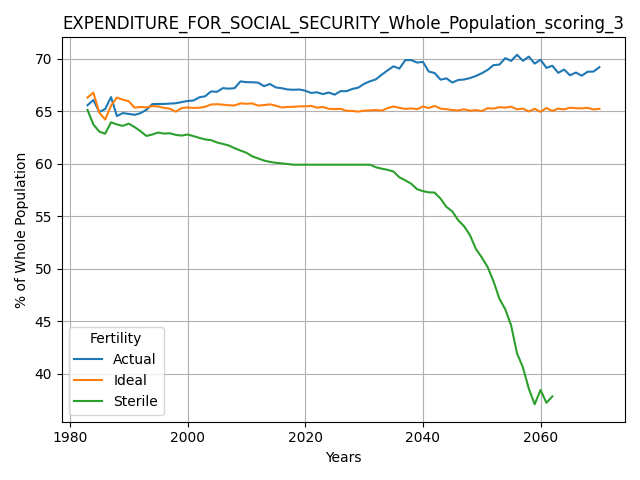 EXPENDITURE_FOR_SOCIAL_SECURITY_Whole_Population_scoring_3
% of Whole Population
70
65
60
55
50
45
40
Fertility
Actual
Ideal
Sterile
1980
2000
2020
2040
2060
Years